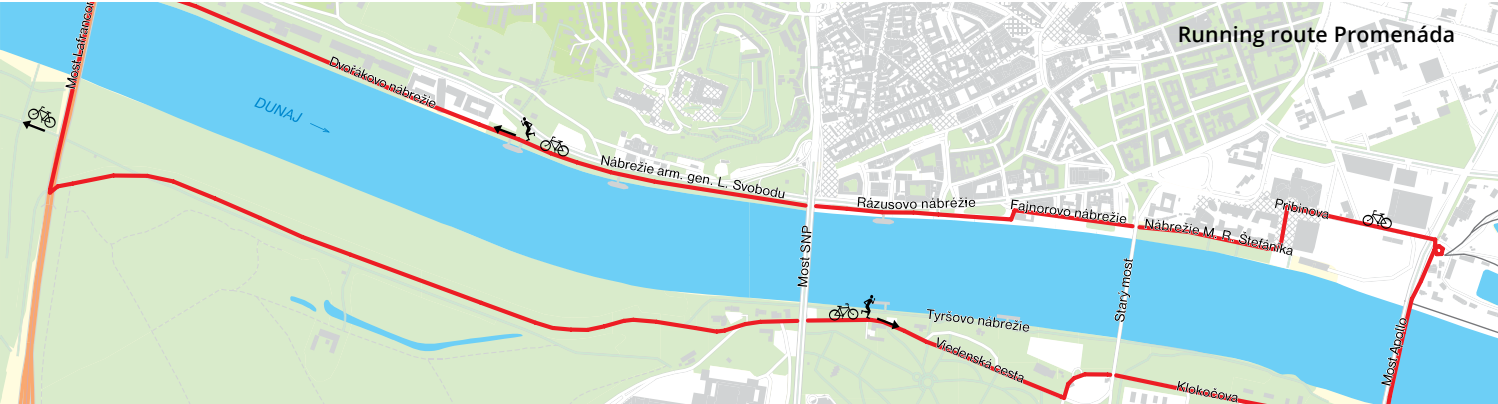 Running route Promenáda
Most Lafranconi
Dvořákovo nábrežie
DUNAJ
Nábrežie arm. gen. L. Svobodu
Rázusovo nábrežie
Fajnorovo nábrežie
Nábrežie M. R. Štefánika
Pribinova
Most SNP
Starý most
Tyršovo nábrežie
Viedenská cesta
Klokočova
Most Apollo